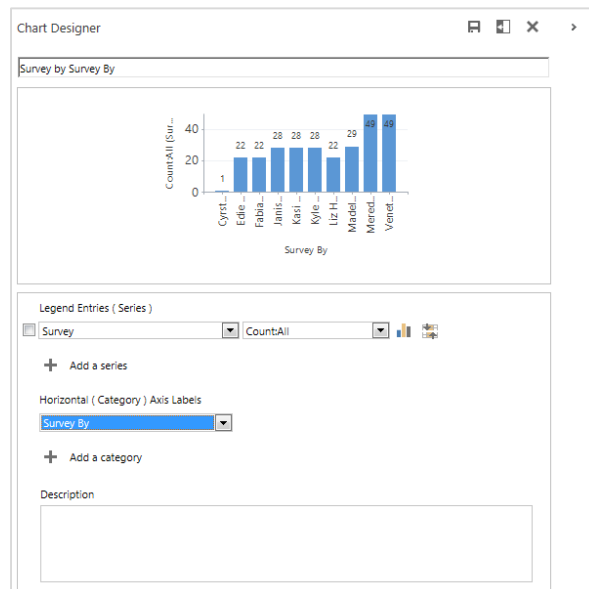 Chart Designer
Survey by Survey By
Count:All (Sur...
40
20
0
1
22
22
28
28
28
22
29
49
49
Cyrst...
Edie ...
Fabia...
Janis...
Kasi ...
Kyle ...
Liz H...
Madel...
Mered...
Venet...
Survey By
Legend Entries ( Series )
Survey Count:All
Add a series
Horizontal ( Category ) Axis Labels
Survey By
Add a category
Description